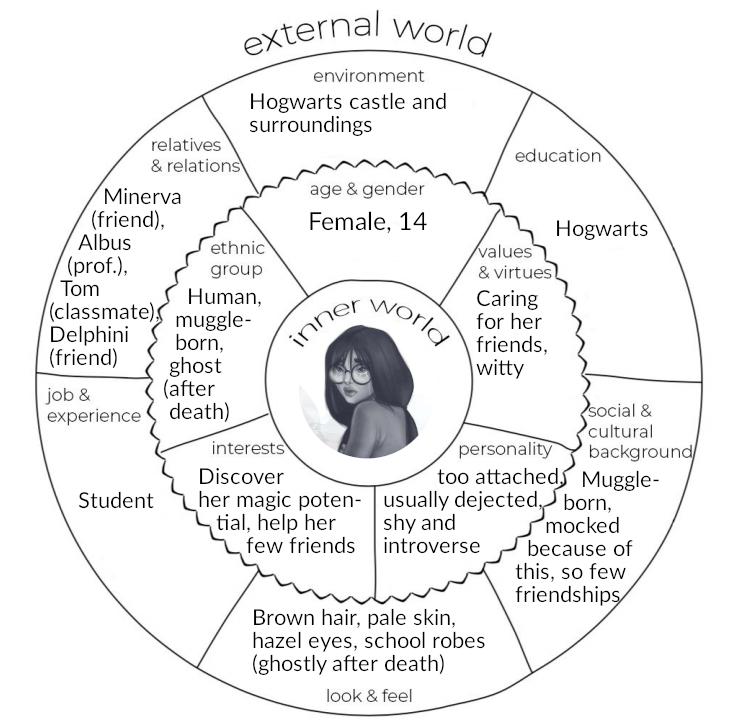 external world
environment
Hogwarts castle and
surroundings
relatives
& relations
Minerva
(friend),
Albus
(prof.),
Tom
(classmate),
Delphini
(friend)
education
Hogwarts
age & gender
Female, 14
ethnic
group
Human,
muggle-
born,
ghost
(after
death)
values
& virtues
Caring
for her
friends,
witty
inner world
job &
experience
Student
interests
Discover
her magic poten-
tial, help her
few friends
personality
too attached,
usually dejected,
shy and
introverse
social &
cultural
background
Muggle-
born,
mocked
because of
this, so few
friendships
Brown hair, pale skin,
hazel eyes, school robes
(ghostly after death)
look & feel